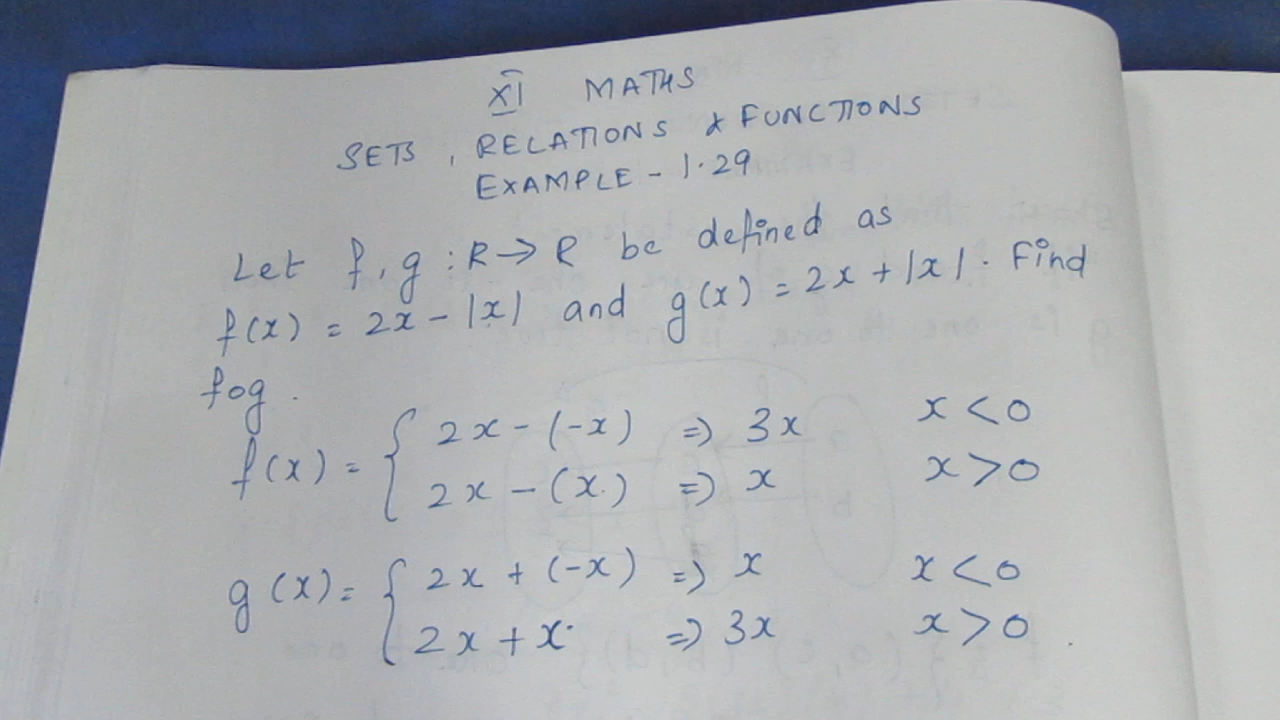 XI MATHS
SETS, RELATIONS & FUNCTIONS
EXAMPLE - 1.29
Let f, g : R → R be defined as
f(x) = 2x - |x| and g(x) = 2x + |x|. Find
fog.
f(x) = { 2x - (-x) ⇒ 3x x < 0
2x - (x) ⇒ x x > 0
g(x) = { 2x + (-x) ⇒ x x < 0
2x + x ⇒ 3x x > 0.